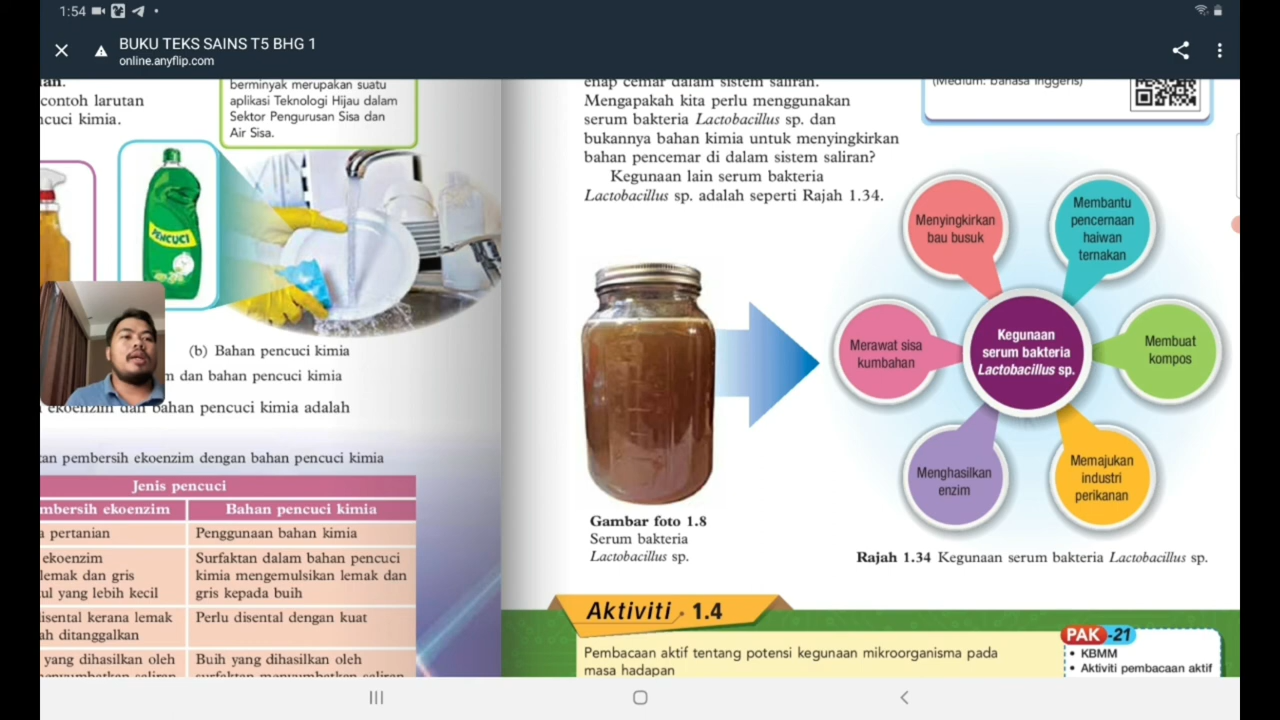 1:54
BUKU TEKS SAINS T5 BHG 1
online.anyflip.com
contoh larutan
cuci kimia.
berminyak merupakan suatu
aplikasi Teknologi Hijau dalam
Sektor Pengurusan Sisa dan
Air Sisa.
PENCUCI
(b) Bahan pencuci kimia
dan bahan pencuci kimia
ekoenzim dan bahan pencuci kimia adalah
pembersih ekoenzim dengan bahan pencuci kimia
Jenis pencuci
mbersih ekoenzim
Bahan pencuci kimia
pertanian
Penggunaan bahan kimia
ekoenzim
lemak dan gris
ul yang lebih kecil
Surfaktan dalam bahan pencuci
kimia mengemulsikan lemak dan
gris kepada buih
isental kerana lemak
ah ditanggalkan
Perlu disental dengan kuat
yang dihasilkan oleh
Buih yang dihasilkan oleh
surfaktan menyumbatkan saliran
enap cemar dalam sistem saliran.
Mengapakah kita perlu menggunakan
serum bakteria Lactobacillus sp. dan
bukannya bahan kimia untuk menyingkirkan
bahan pencemar di dalam sistem saliran?
Kegunaan lain serum bakteria
Lactobacillus sp. adalah seperti Rajah 1.34.
(Medium: bahasa Inggeris)
Menyingkirkan
bau busuk
Membantu
pencernaan
haiwan
ternakan
Merawat sisa
kumbahan
Kegunaan
serum bakteria
Lactobacillus sp.
Membuat
kompos
Menghasilkan
enzim
Memajukan
industri
perikanan
Gambar foto 1.8
Serum bakteria
Lactobacillus sp.
Rajah 1.34 Kegunaan serum bakteria Lactobacillus sp.
Aktiviti 1.4
Pembacaan aktif tentang potensi kegunaan mikroorganisma pada
masa hadapan
PAK-21
• KBMM
• Aktiviti pembacaan aktif